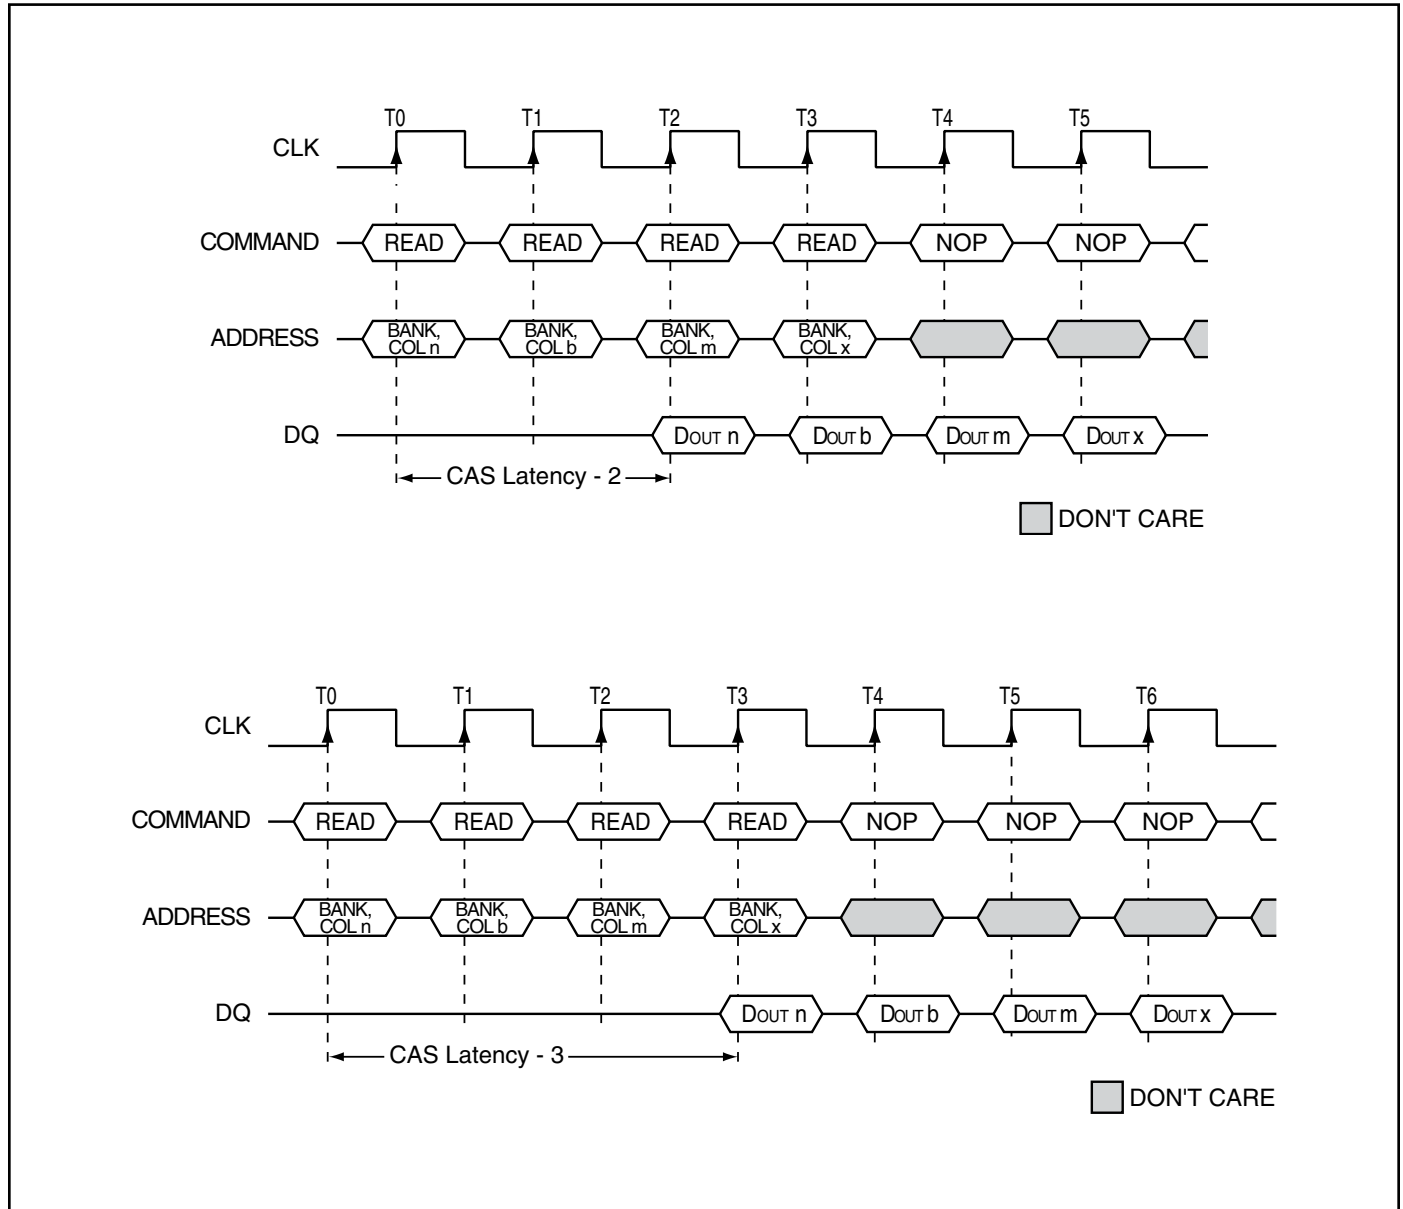 T0 T1 T2 T3 T4 T5
CLK
COMMAND READ READ READ READ NOP NOP
ADDRESS BANK, COL n BANK, COL b BANK, COL m BANK, COL x
DQ DOUT n DOUT b DOUT m DOUT x
CAS Latency - 2
DON'T CARE
T0 T1 T2 T3 T4 T5 T6
CLK
COMMAND READ READ READ READ NOP NOP NOP
ADDRESS BANK, COL n BANK, COL b BANK, COL m BANK, COL x
DQ DOUT n DOUT b DOUT m DOUT x
CAS Latency - 3
DON'T CARE